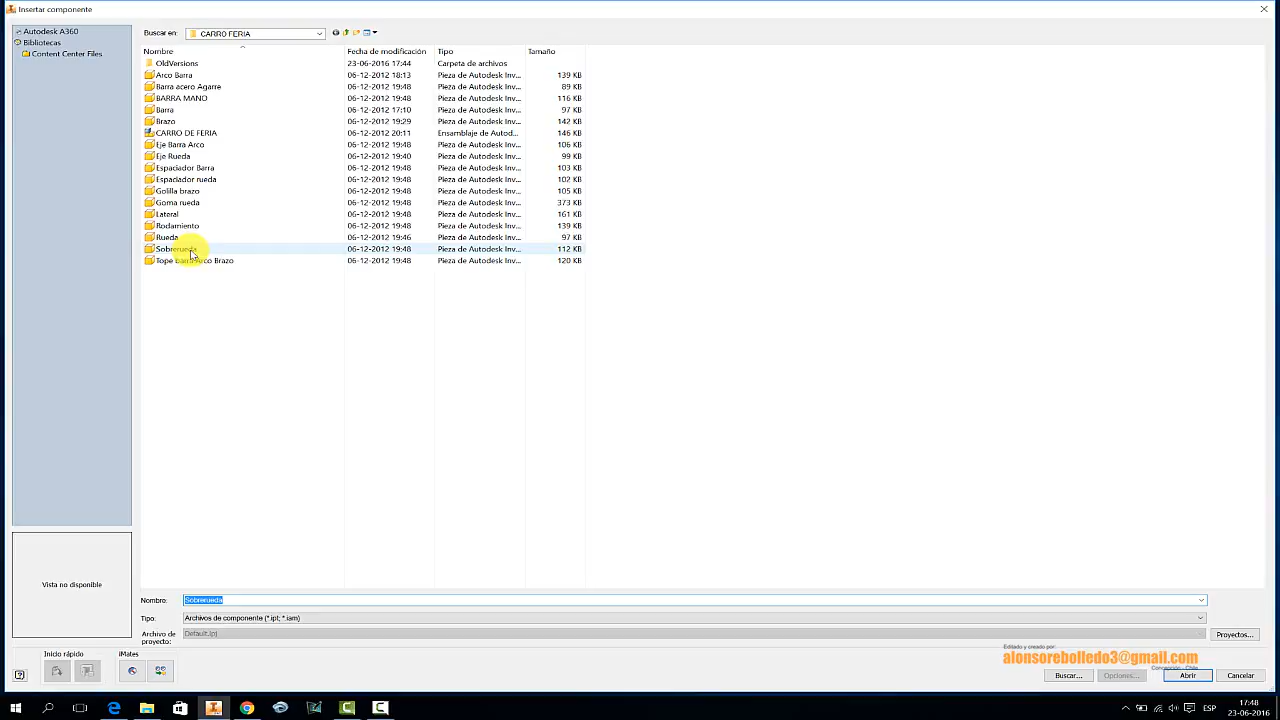 Insertar componente
Autodesk A360
Bibliotecas
Content Center Files
Buscar en: CARRO FERIA
Nombre Fecha de modificación Tipo Tamaño
OldVersions 23-06-2016 17:44 Carpeta de archivos
Arco Barra 06-12-2012 18:13 Pieza de Autodesk Inv... 139 KB
Barra acero Agarre 06-12-2012 19:48 Pieza de Autodesk Inv... 89 KB
BARRA MANO 06-12-2012 19:48 Pieza de Autodesk Inv... 116 KB
Barra 06-12-2012 17:10 Pieza de Autodesk Inv... 97 KB
Brazo 06-12-2012 19:29 Pieza de Autodesk Inv... 142 KB
CARRO DE FERIA 06-12-2012 20:11 Ensamblaje de Autod... 146 KB
Eje Barra Arco 06-12-2012 19:48 Pieza de Autodesk Inv... 106 KB
Eje Rueda 06-12-2012 19:40 Pieza de Autodesk Inv... 99 KB
Espaciador Barra 06-12-2012 19:48 Pieza de Autodesk Inv... 103 KB
Espaciador rueda 06-12-2012 19:48 Pieza de Autodesk Inv... 102 KB
Golilla brazo 06-12-2012 19:48 Pieza de Autodesk Inv... 105 KB
Goma rueda 06-12-2012 19:48 Pieza de Autodesk Inv... 373 KB
Lateral 06-12-2012 19:48 Pieza de Autodesk Inv... 161 KB
Rodamiento 06-12-2012 19:48 Pieza de Autodesk Inv... 139 KB
Rueda 06-12-2012 19:46 Pieza de Autodesk Inv... 97 KB
Sobrerueda 06-12-2012 19:48 Pieza de Autodesk Inv... 112 KB
Tope Brazo 06-12-2012 19:48 Pieza de Autodesk Inv... 120 KB
Vista no disponible
Nombre: Sobrerueda
Tipo: Archivos de componente (*.ipt; *.iam)
Archivo de proyecto: Default.ipj
Proyectos...
Inicio rápido iMates
Editado y creado por:
alonsorebolledo3@gmail.com
Concepción - Chile
Buscar... Opciones... Abrir Cancelar
ESP
17:48
23-06-2016